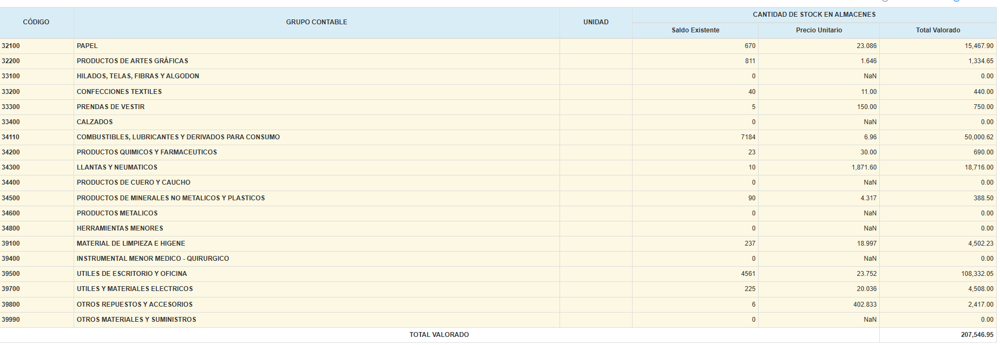 CÓDIGO GRUPO CONTABLE UNIDAD CANTIDAD DE STOCK EN ALMACENES
Saldo Existente Precio Unitario Total Valorado
32100 PAPEL 670 23.086 15,467.90
32200 PRODUCTOS DE ARTES GRÁFICAS 811 1.646 1,334.65
33100 HILADOS, TELAS, FIBRAS Y ALGODON 0 NaN 0.00
33200 CONFECCIONES TEXTILES 40 11.00 440.00
33300 PRENDAS DE VESTIR 5 150.00 750.00
33400 CALZADOS 0 NaN 0.00
34110 COMBUSTIBLES, LUBRICANTES Y DERIVADOS PARA CONSUMO 7184 6.96 50,000.62
34200 PRODUCTOS QUIMICOS Y FARMACEUTICOS 23 30.00 690.00
34300 LLANTAS Y NEUMATICOS 10 1,871.60 18,716.00
34400 PRODUCTOS DE CUERO Y CAUCHO 0 NaN 0.00
34500 PRODUCTOS DE MINERALES NO METALICOS Y PLASTICOS 90 4.317 388.50
34600 PRODUCTOS METALICOS 0 NaN 0.00
34800 HERRAMIENTAS MENORES 0 NaN 0.00
39100 MATERIAL DE LIMPIEZA E HIGENE 237 18.997 4,502.23
39400 INSTRUMENTAL MENOR MEDICO - QUIRURGICO 0 NaN 0.00
39500 UTILES DE ESCRITORIO Y OFICINA 4561 23.752 108,332.05
39700 UTILES Y MATERIALES ELECTRICOS 225 20.036 4,508.00
39800 OTROS REPUESTOS Y ACCESORIOS 6 402.833 2,417.00
39990 OTROS MATERIALES Y SUMINISTROS 0 NaN 0.00
TOTAL VALORADO 207,546.95